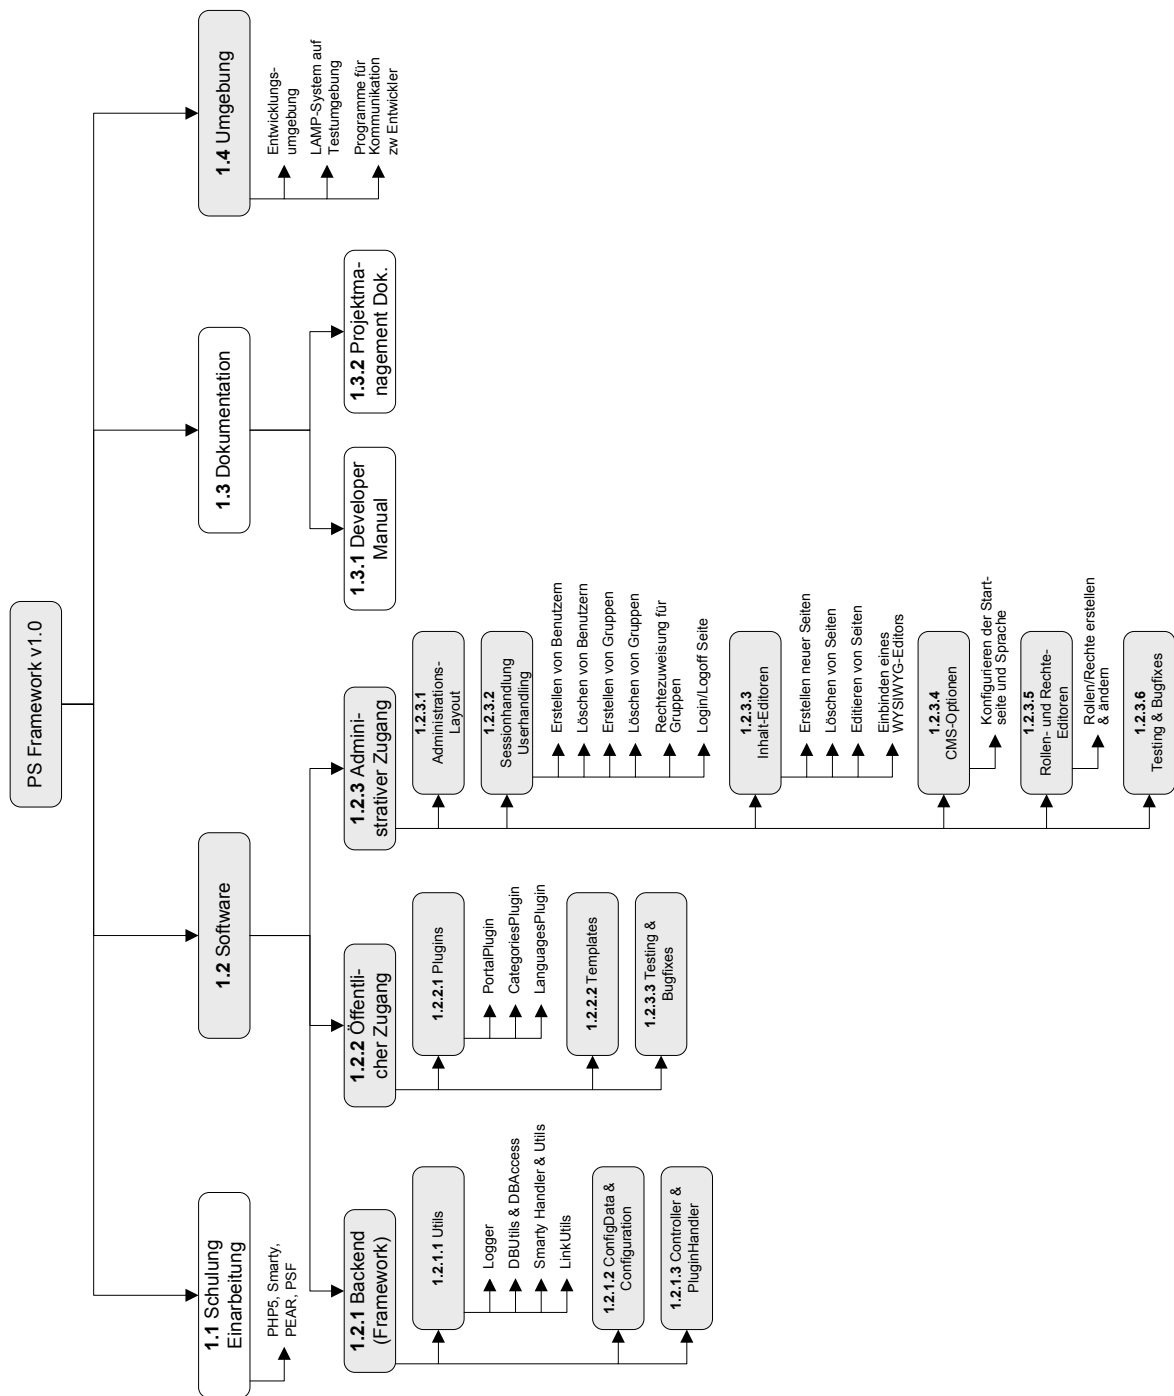 PS Framework v1.0
1.1 Schulung
Einarbeitung
PHP5, Smarty,
PEAR, PSF
1.2 Software
1.2.1 Backend
(Framework)
1.2.1.1 Utils
Logger
DBUtils & DBAccess
Smarty Handler & Utils
LinkUtils
1.2.1.2 ConfigData &
Configuration
1.2.1.3 Controller &
PluginHandler
1.2.2 Öffentli-
cher Zugang
1.2.2.1 Plugins
PortalPlugin
CategoriesPlugin
LanguagesPlugin
1.2.2.2 Templates
1.2.3.3 Testing &
Bugfixes
1.2.3 Admini-
strativer Zugang
1.2.3.1
Administrations-
Layout
1.2.3.2
Sessionhandlung
Userhandling
Erstellen von Benutzern
Löschen von Benutzern
Erstellen von Gruppen
Löschen von Gruppen
Rechtezuweisung für
Gruppen
Login/Logoff Seite
1.2.3.3
Inhalt-Editoren
Erstellen neuer Seiten
Löschen von Seiten
Editieren von Seiten
Einbinden eines
WYSIWYG-Editors
1.2.3.4
CMS-Optionen
Konfigurieren der Start-
seite und Sprache
1.2.3.5
Rollen- und Rechte-
Editoren
Rollen/Rechte erstellen
& ändern
1.2.3.6
Testing & Bugfixes
1.3 Dokumentation
1.3.1 Developer
Manual
1.3.2 Projektma-
nagement Dok.
1.4 Umgebung
Entwicklungs-
umgebung
LAMP-System auf
Testumgebung
Programme für
Kommunikation
zw Entwickler